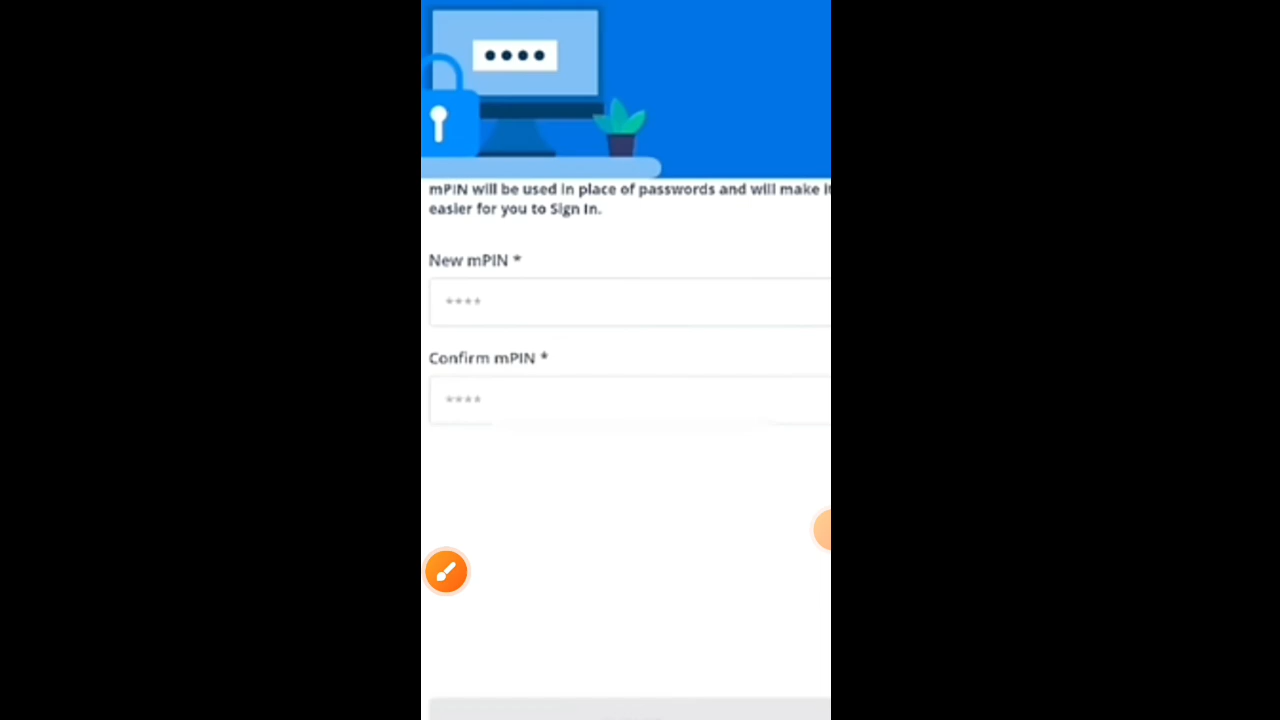 mPIN will be used in place of passwords and will make i
easier for you to Sign In.
New mPIN *
****
Confirm mPIN *
****